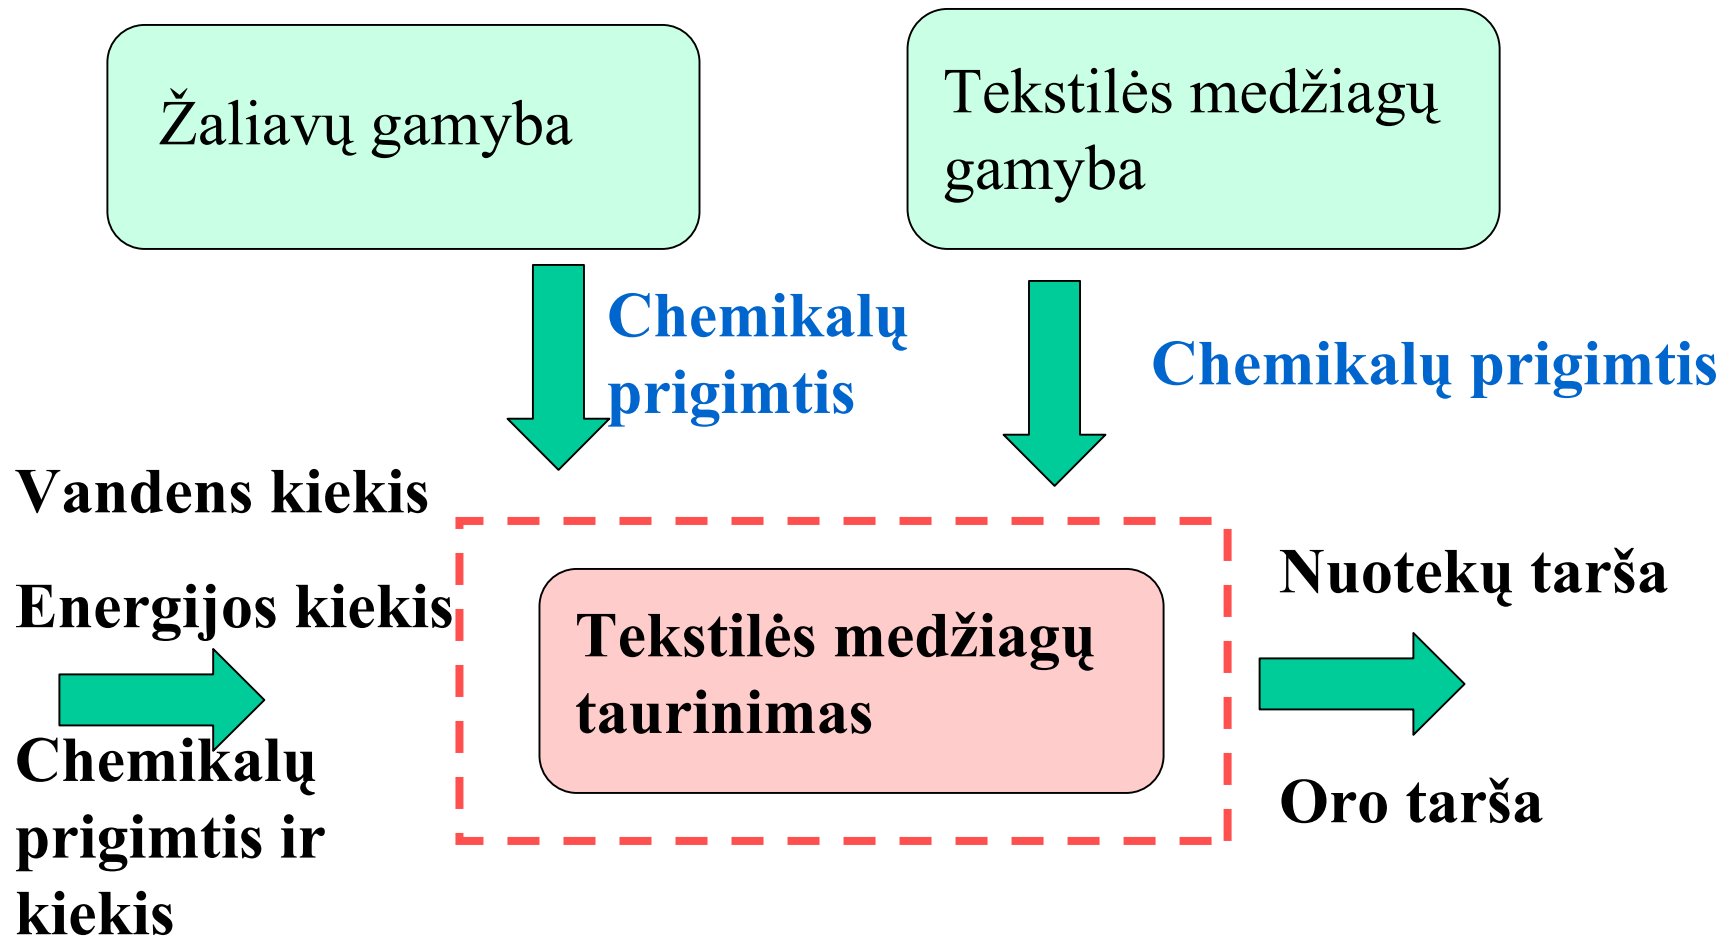 Žaliavų gamyba
Tekstilės medžiagų
gamyba
Chemikalų
prigimtis
Chemikalų prigimtis
Vandens kiekis
Energijos kiekis
Chemikalų
prigimtis ir
kiekis
Tekstilės medžiagų
taurinimas
Nuotekų tarša
Oro tarša